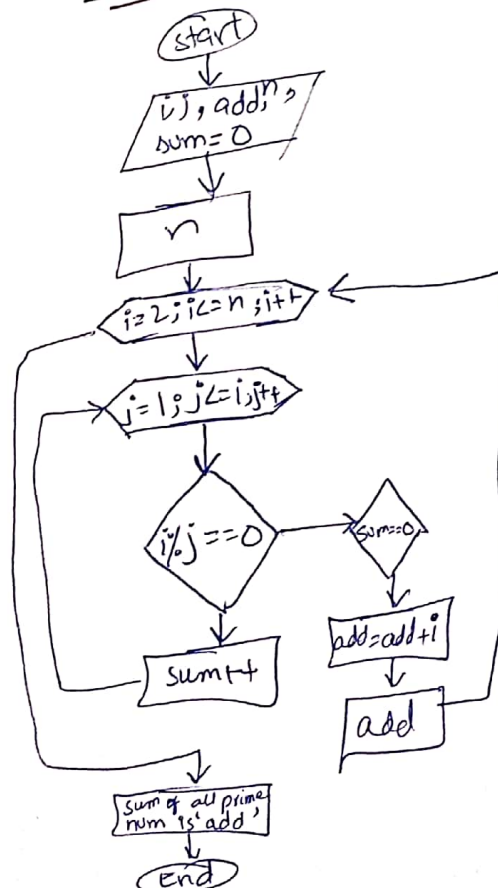 start
i,j, add,n,
sum=0
n
i=2;i<=n;i++
j=1;j<=i;j++
i%j==0
sum==0
add=add+i
sum++
add
sum of all prime
num is'add',
End